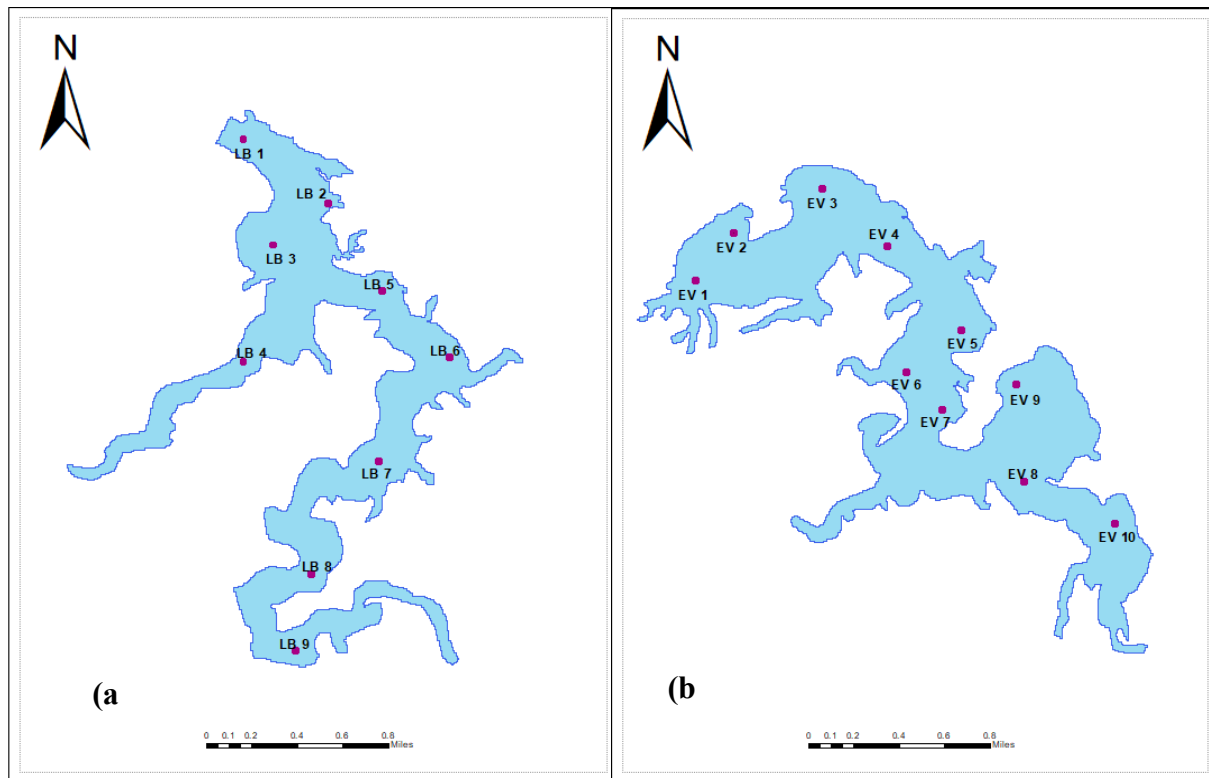 N
LB 1
LB 2
LB 3
LB 5
LB 4
LB 6
LB 7
LB 8
LB 9
(a
0 0.1 0.2 0.4 0.6 0.8
Miles
N
EV 3
EV 2
EV 4
EV 1
EV 5
EV 6
EV 9
EV 7
EV 8
EV 10
(b
0 0.1 0.2 0.4 0.6 0.8
Miles